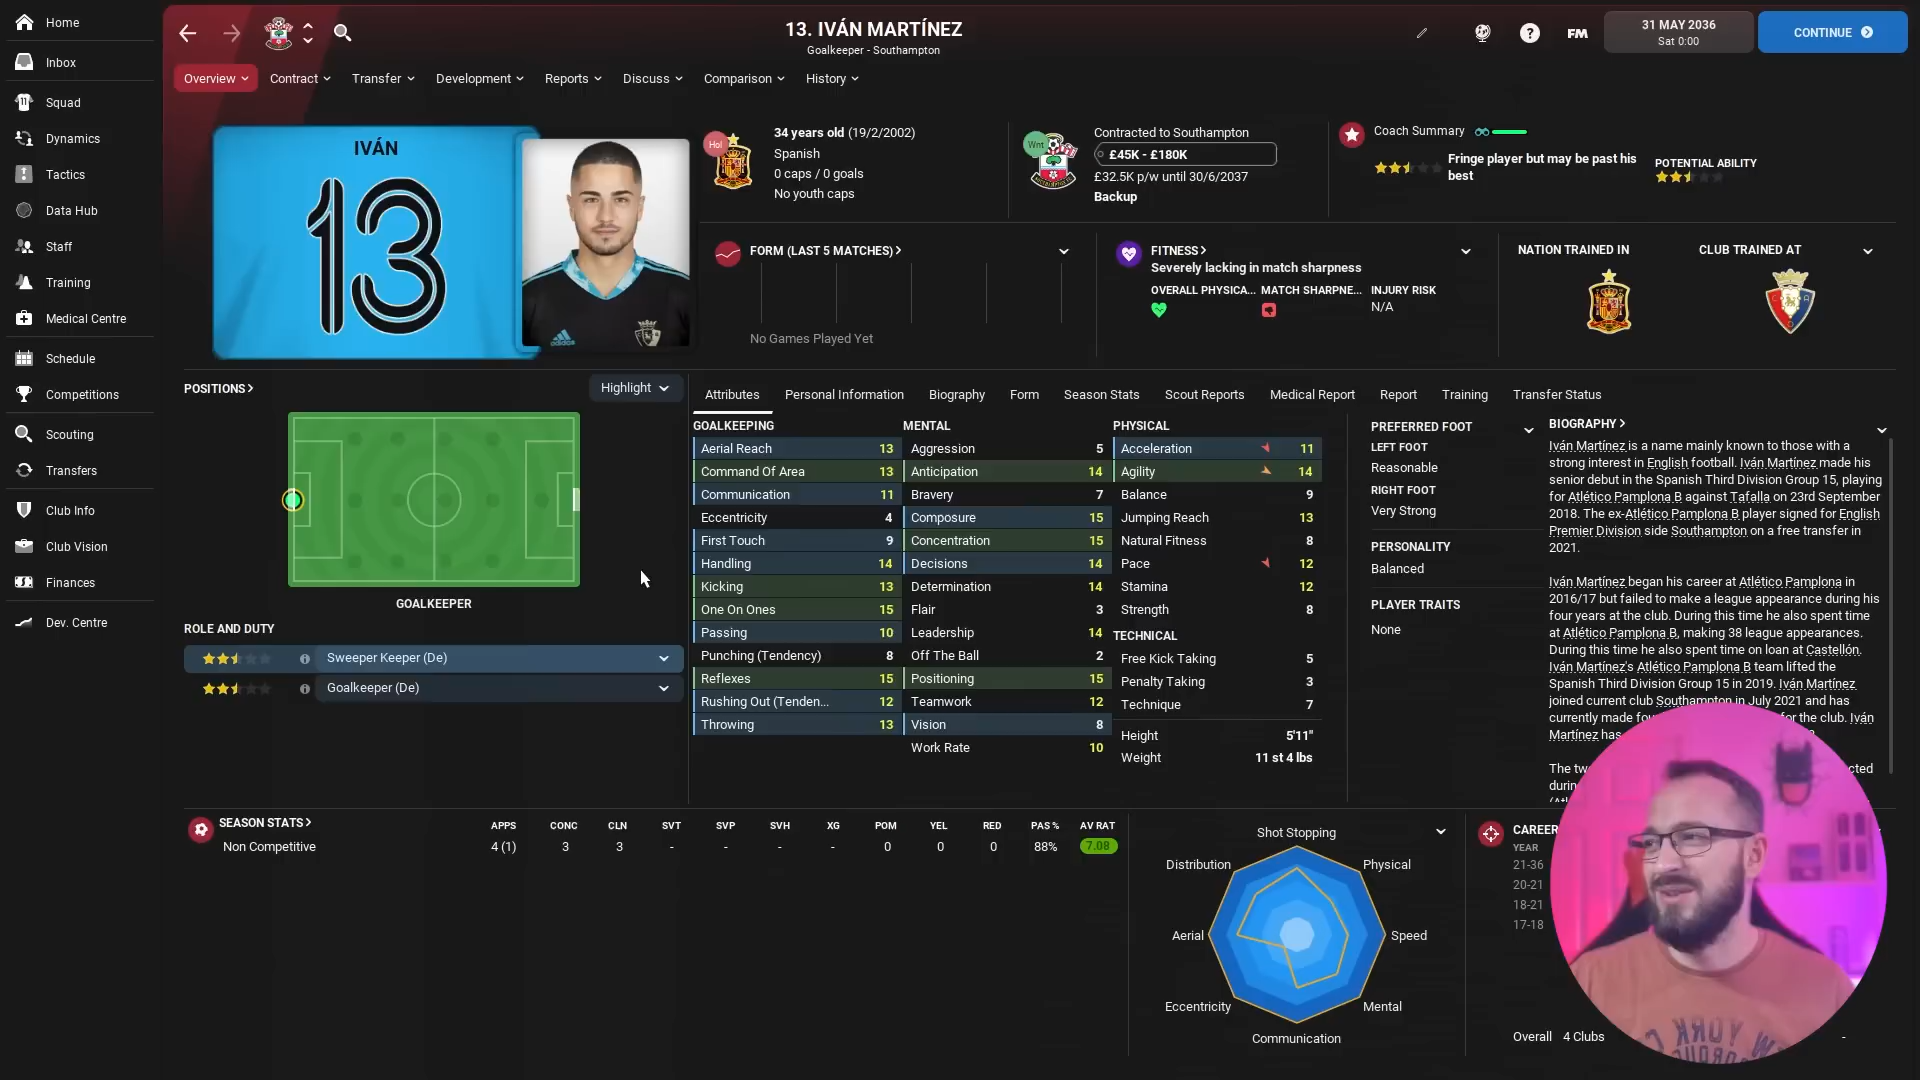 Home
Inbox
Squad
Dynamics
Tactics
Data Hub
Staff
Training
Medical Centre
Schedule
Competitions
Scouting
Transfers
Club Info
Club Vision
Finances
Dev. Centre
13. IVÁN MARTÍNEZ
Goalkeeper - Southampton
FM
31 MAY 2036
Sat 0:00
CONTINUE
Overview
Contract
Transfer
Development
Reports
Discuss
Comparison
History
IVÁN
13
Hol
34 years old (19/2/2002)
Spanish
0 caps / 0 goals
No youth caps
Wnt
Contracted to Southampton
£45K - £180K
£32.5K p/w until 30/6/2037
Backup
Coach Summary
Fringe player but may be past his
best
POTENTIAL ABILITY
FORM (LAST 5 MATCHES)
No Games Played Yet
FITNESS
Severely lacking in match sharpness
OVERALL PHYSICA... MATCH SHARPNE... INJURY RISK
N/A
NATION TRAINED IN
CLUB TRAINED AT
POSITIONS
Highlight
GOALKEEPER
ROLE AND DUTY
Sweeper Keeper (De)
Goalkeeper (De)
Attributes
Personal Information
Biography
Form
Season Stats
Scout Reports
Medical Report
Report
Training
Transfer Status
GOALKEEPING
Aerial Reach 13
Command Of Area 13
Communication 11
Eccentricity 4
First Touch 9
Handling 14
Kicking 13
One On Ones 15
Passing 10
Punching (Tendency) 8
Reflexes 15
Rushing Out (Tenden... 12
Throwing 13
MENTAL
Aggression 5
Anticipation 14
Bravery 7
Composure 15
Concentration 15
Decisions 14
Determination 14
Flair 3
Leadership 14
Off The Ball 2
Positioning 15
Teamwork 12
Vision 8
Work Rate 10
PHYSICAL
Acceleration 11
Agility 14
Balance 9
Jumping Reach 13
Natural Fitness 8
Pace 12
Stamina 12
Strength 8
TECHNICAL
Free Kick Taking 5
Penalty Taking 3
Technique 7
Height 5'11"
Weight 11 st 4 lbs
PREFERRED FOOT
LEFT FOOT
Reasonable
RIGHT FOOT
Very Strong
PERSONALITY
Balanced
PLAYER TRAITS
None
BIOGRAPHY
Iván Martínez is a name mainly known to those with a
strong interest in English football. Iván Martínez made his
senior debut in the Spanish Third Division Group 15, playing
for Atlético Pamplona B against Tafalla on 23rd September
2018. The ex-Atlético Pamplona B player signed for English
Premier Division side Southampton on a free transfer in
2021.
Iván Martínez began his career at Atlético Pamplona in
2016/17 but failed to make a league appearance during his
four years at the club. During this time he also spent time
at Atlético Pamplona B, making 38 league appearances.
During this time he also spent time on loan at Castellón.
Iván Martínez's Atlético Pamplona B team lifted the
Spanish Third Division Group 15 in 2019. Iván Martínez
joined current club Southampton in July 2021 and has
currently made for the club. Iván
Martínez has
The
SEASON STATS
APPS CONC CLN SVT SVP SVH XG POM YEL RED PAS % AV RAT
Non Competitive 4 (1) 3 3 - - - - 0 0 0 88% 7.08
Shot Stopping
Distribution
Physical
Aerial
Speed
Eccentricity
Mental
Communication
CAREER
YEAR
21-36
20-21
18-21
17-18
Overall 4 Clubs -